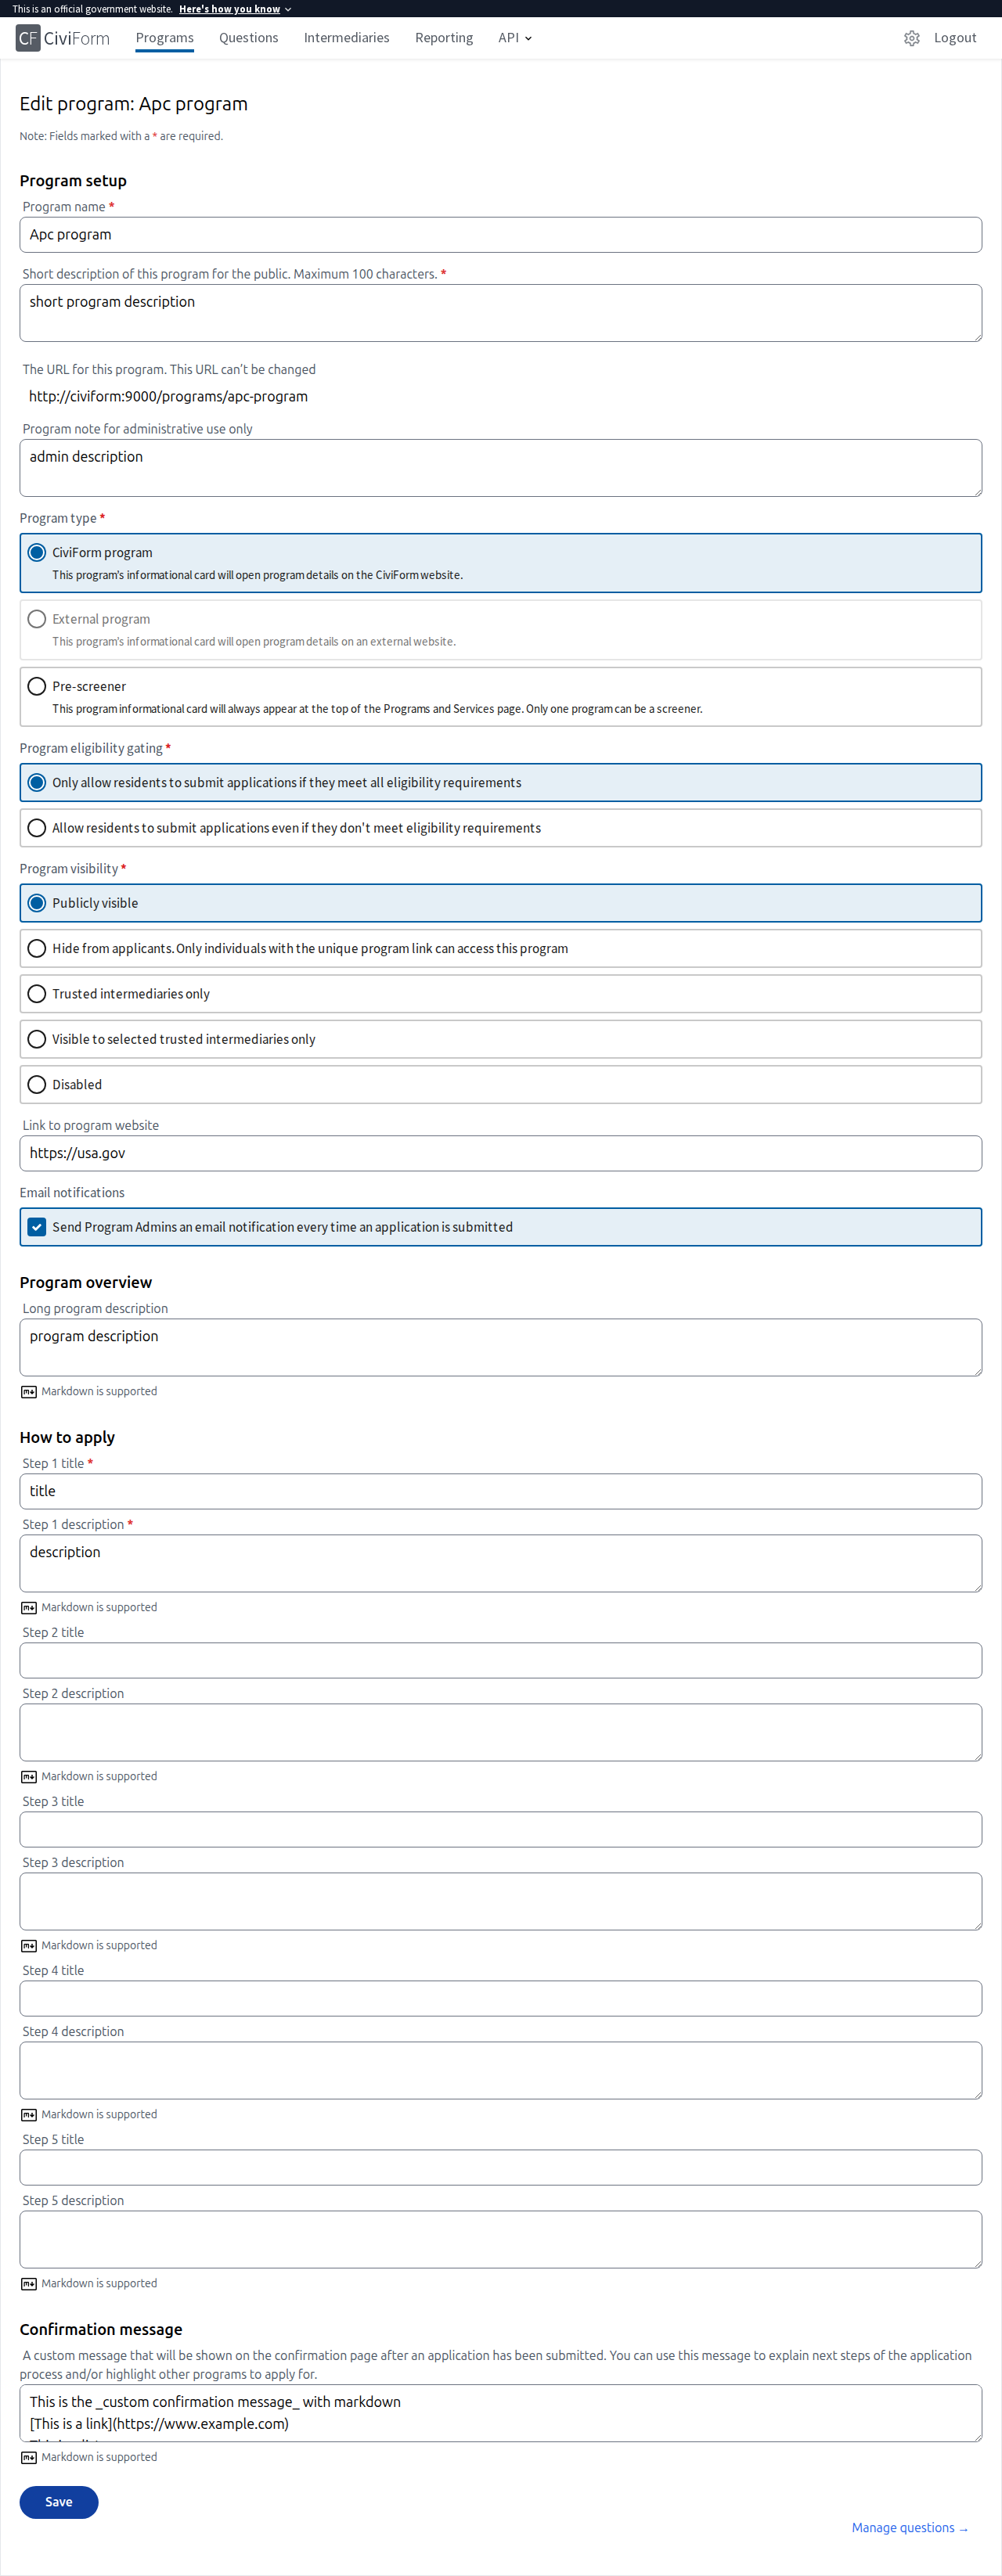 This is an official government website. Here's how you know
CF CiviForm Programs Questions Intermediaries Reporting API Logout
Edit program: Apc program
Note: Fields marked with a * are required.
Program setup
Program name *
Apc program
Short description of this program for the public. Maximum 100 characters. *
short program description
The URL for this program. This URL can't be changed
http://civiform:9000/programs/apc-program
Program note for administrative use only
admin description
Program type *
CiviForm program
This program's informational card will open program details on the CiviForm website.
External program
This program's informational card will open program details on an external website.
Pre-screener
This program informational card will always appear at the top of the Programs and Services page. Only one program can be a screener.
Program eligibility gating *
Only allow residents to submit applications if they meet all eligibility requirements
Allow residents to submit applications even if they don't meet eligibility requirements
Program visibility *
Publicly visible
Hide from applicants. Only individuals with the unique program link can access this program
Trusted intermediaries only
Visible to selected trusted intermediaries only
Disabled
Link to program website
https://usa.gov
Email notifications
Send Program Admins an email notification every time an application is submitted
Program overview
Long program description
program description
Markdown is supported
How to apply
Step 1 title *
title
Step 1 description *
description
Markdown is supported
Step 2 title
Step 2 description
Markdown is supported
Step 3 title
Step 3 description
Markdown is supported
Step 4 title
Step 4 description
Markdown is supported
Step 5 title
Step 5 description
Markdown is supported
Confirmation message
A custom message that will be shown on the confirmation page after an application has been submitted. You can use this message to explain next steps of the application
process and/or highlight other programs to apply for.
This is the _custom confirmation message_ with markdown
[This is a link](https://www.example.com)
Markdown is supported
Save
Manage questions →